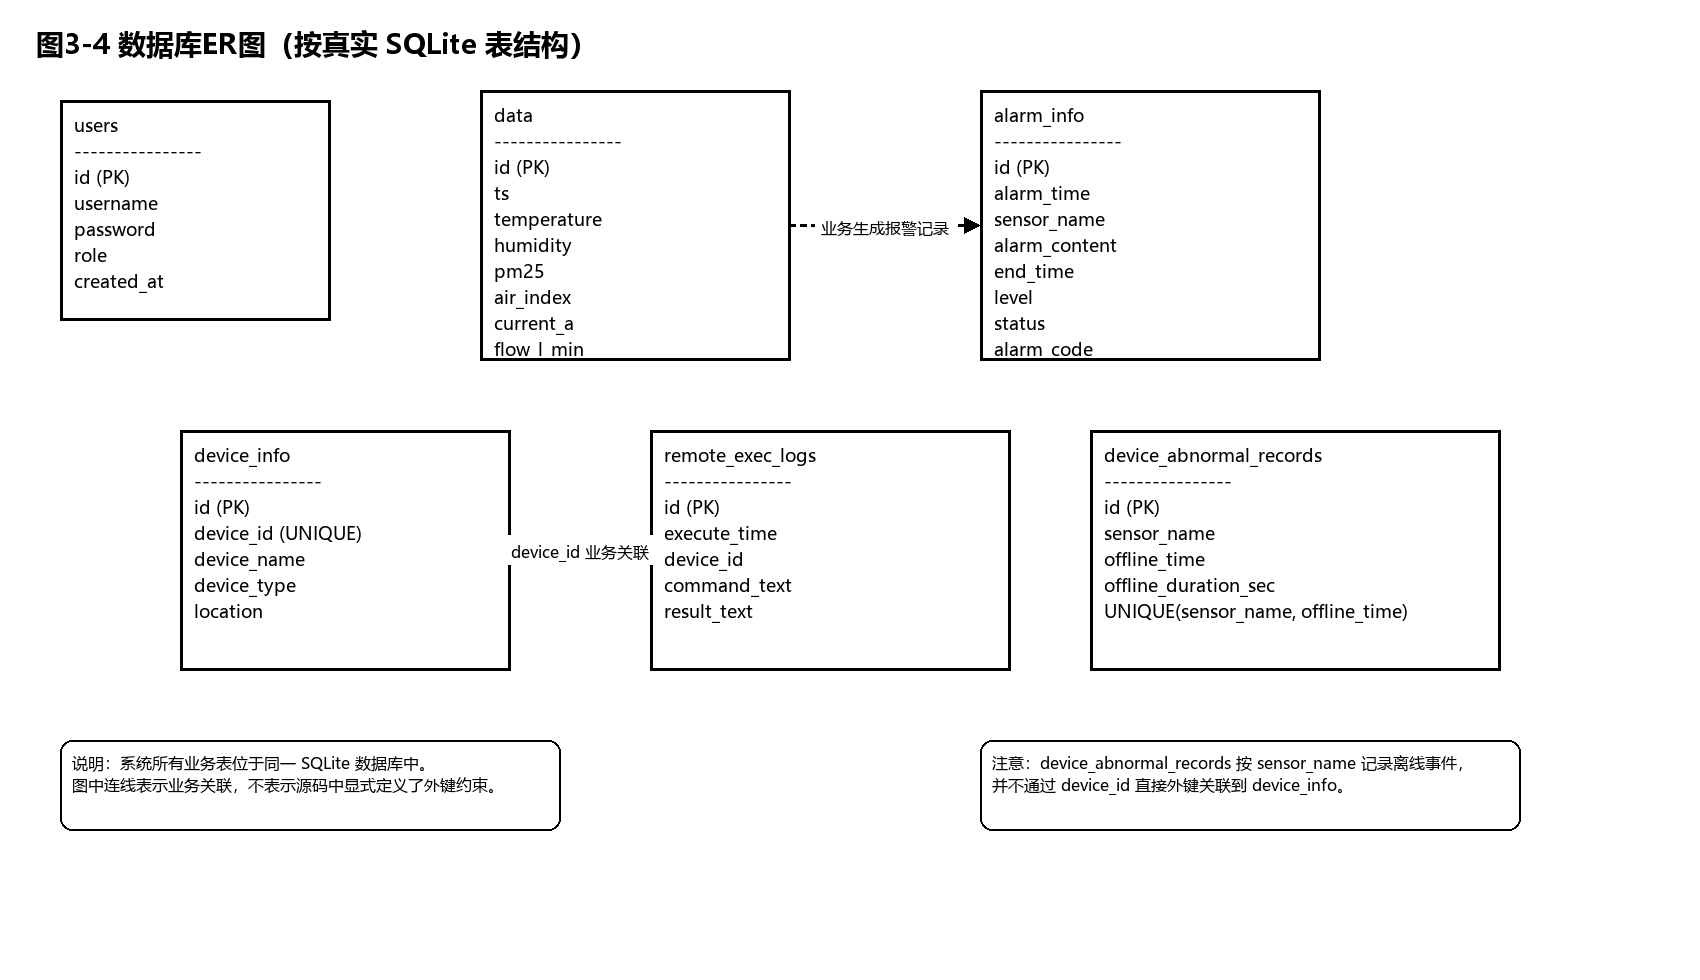 图3-4 数据库ER图（按真实 SQLite 表结构）
users
----------------
id (PK)
username
password
role
created_at
data
----------------
id (PK)
ts
temperature
humidity
pm25
air_index
current_a
flow_l_min
业务生成报警记录
alarm_info
----------------
id (PK)
alarm_time
sensor_name
alarm_content
end_time
level
status
alarm_code
device_info
----------------
id (PK)
device_id (UNIQUE)
device_name
device_type
location
device_id 业务关联
remote_exec_logs
----------------
id (PK)
execute_time
device_id
command_text
result_text
device_abnormal_records
----------------
id (PK)
sensor_name
offline_time
offline_duration_sec
UNIQUE(sensor_name, offline_time)
说明：系统所有业务表位于同一 SQLite 数据库中。
图中连线表示业务关联，不表示源码中显式定义了外键约束。
注意：device_abnormal_records 按 sensor_name 记录离线事件，
并不通过 device_id 直接外键关联到 device_info。